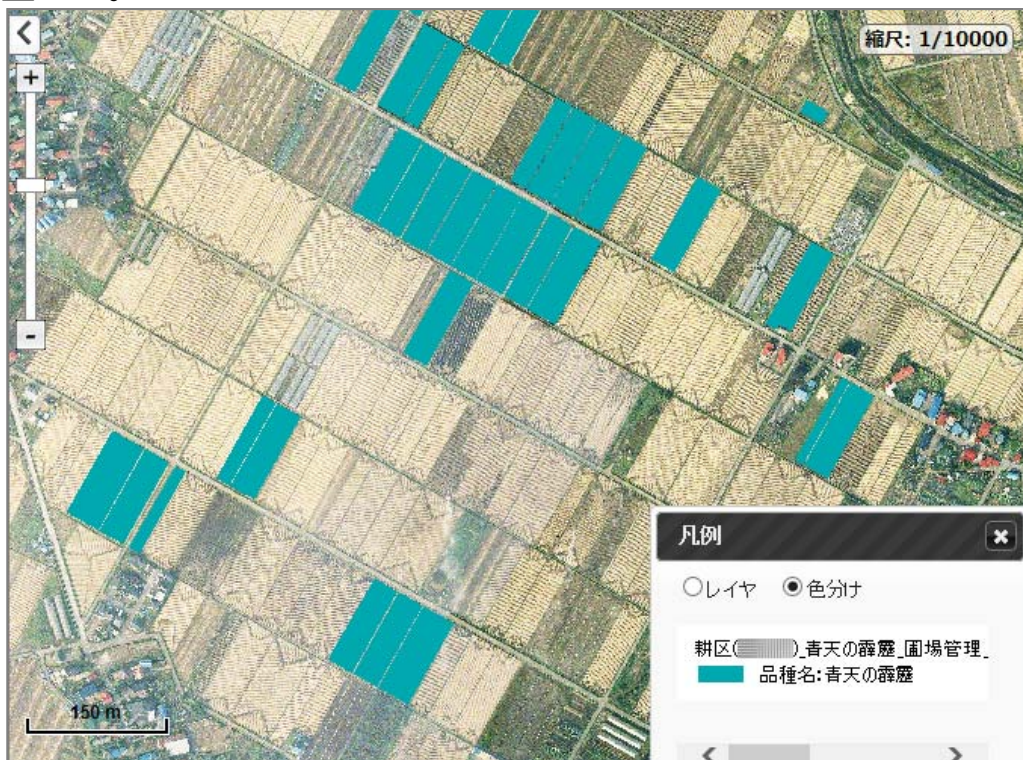 縮尺: 1/10000
+
-
150 m
凡例
レイヤ 色分け
耕区( )_青天の霹靂_圃場管理_
品種名:青天の霹靂